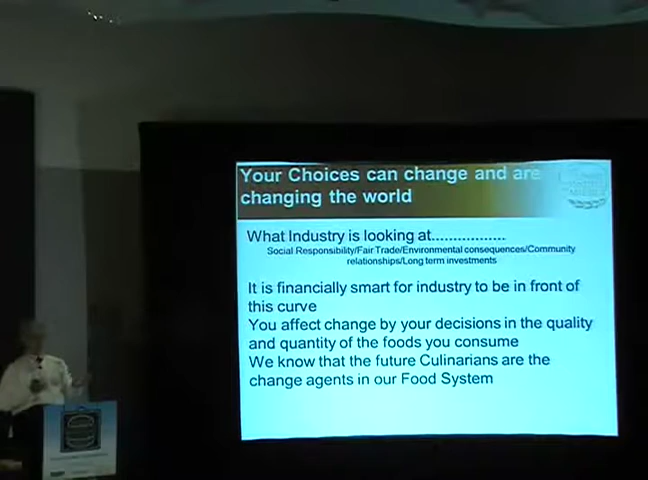 Your Choices can change and are
changing the world
What Industry is looking at..................
Social Responsibility/Fair Trade/Environmental consequences/Community
relationships/Long term investments
It is financially smart for industry to be in front of
this curve
You affect change by your decisions in the quality
and quantity of the foods you consume
We know that the future Culinarians are the
change agents in our Food System